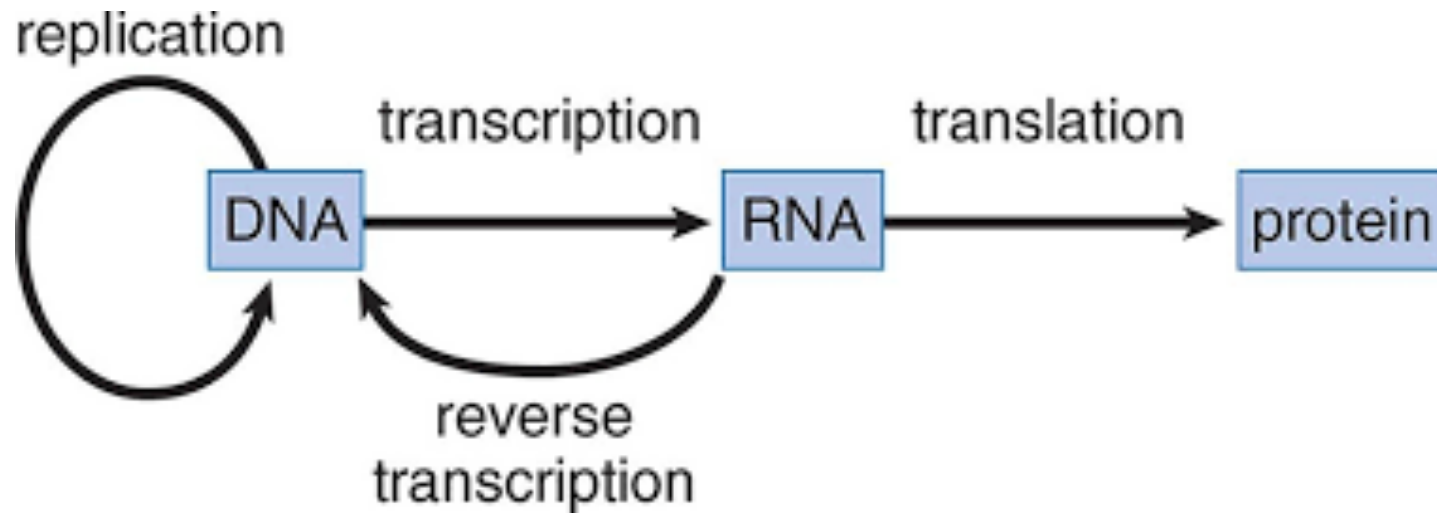 replication
transcription translation
DNA RNA protein
reverse
transcription